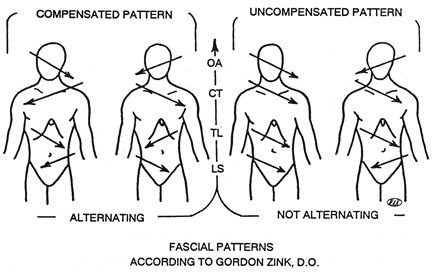 COMPENSATED PATTERN
UNCOMPENSATED PATTERN
OA
CT
TL
LS
ALTERNATING
NOT ALTERNATING
FASCIAL PATTERNS
ACCORDING TO GORDON ZINK, D.O.